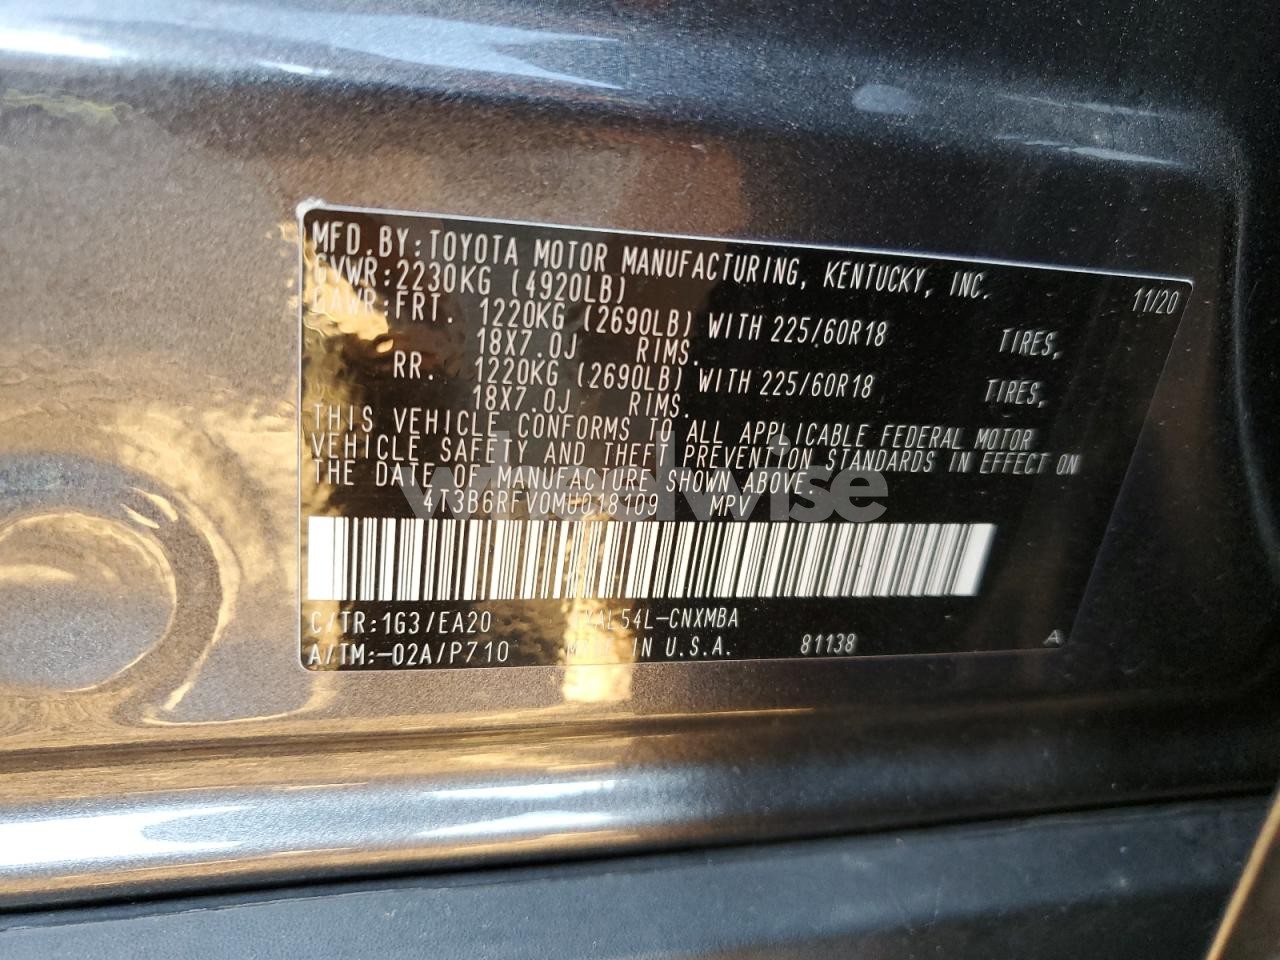 MFD.BY:TOYOTA MOTOR MANUFACTURING, KENTUCKY, INC. 11/20
GVWR:2230KG (4920LB)
GAWR:FRT. 1220KG (2690LB) WITH 225/60R18 TIRES,
18X7.0J RIMS.
RR. 1220KG (2690LB) WITH 225/60R18 TIRES,
18X7.0J RIMS.
THIS VEHICLE CONFORMS TO ALL APPLICABLE FEDERAL MOTOR
VEHICLE SAFETY AND THEFT PREVENTION STANDARDS IN EFFECT ON
THE DATE OF MANUFACTURE SHOWN ABOVE.
4T3B6RFV0MU018109 MPV
C/TR:1G3/EA20 AXAL54L-CNXMBA
A/TM:-02A/P710 MADE IN U.S.A. 81138 A